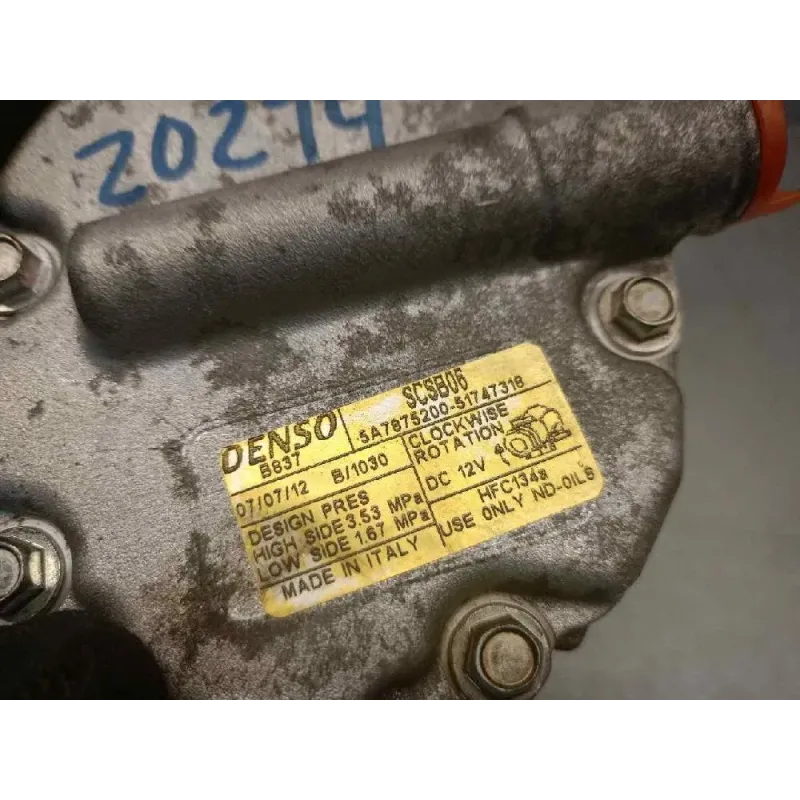 20274
DENSO
B837
SCSB06
5A7875200-51747318
07/07/12 B/1030
CLOCKWISE
ROTATION
DC 12V
DESIGN PRES
HIGH SIDE 3.53 MPa
LOW SIDE 1.67 MPa
HFC134a
USE ONLY ND-OIL8
MADE IN ITALY